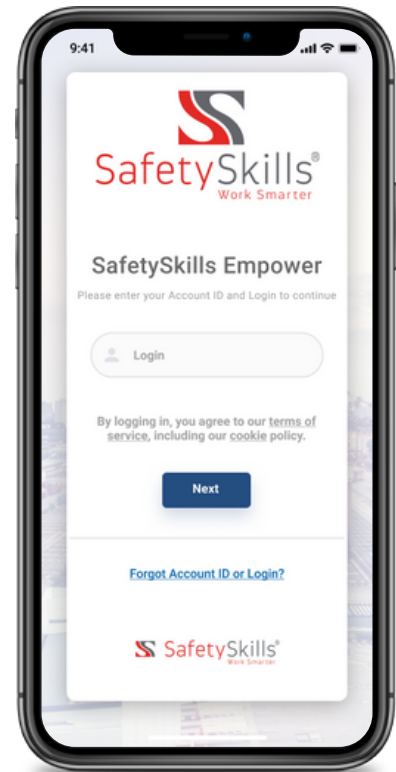 9:41
SafetySkills®
Work Smarter
SafetySkills Empower
Please enter your Account ID and Login to continue
Login
By logging in, you agree to our terms of
service, including our cookie policy.
Next
Forgot Account ID or Login?
SafetySkills®
Work Smarter